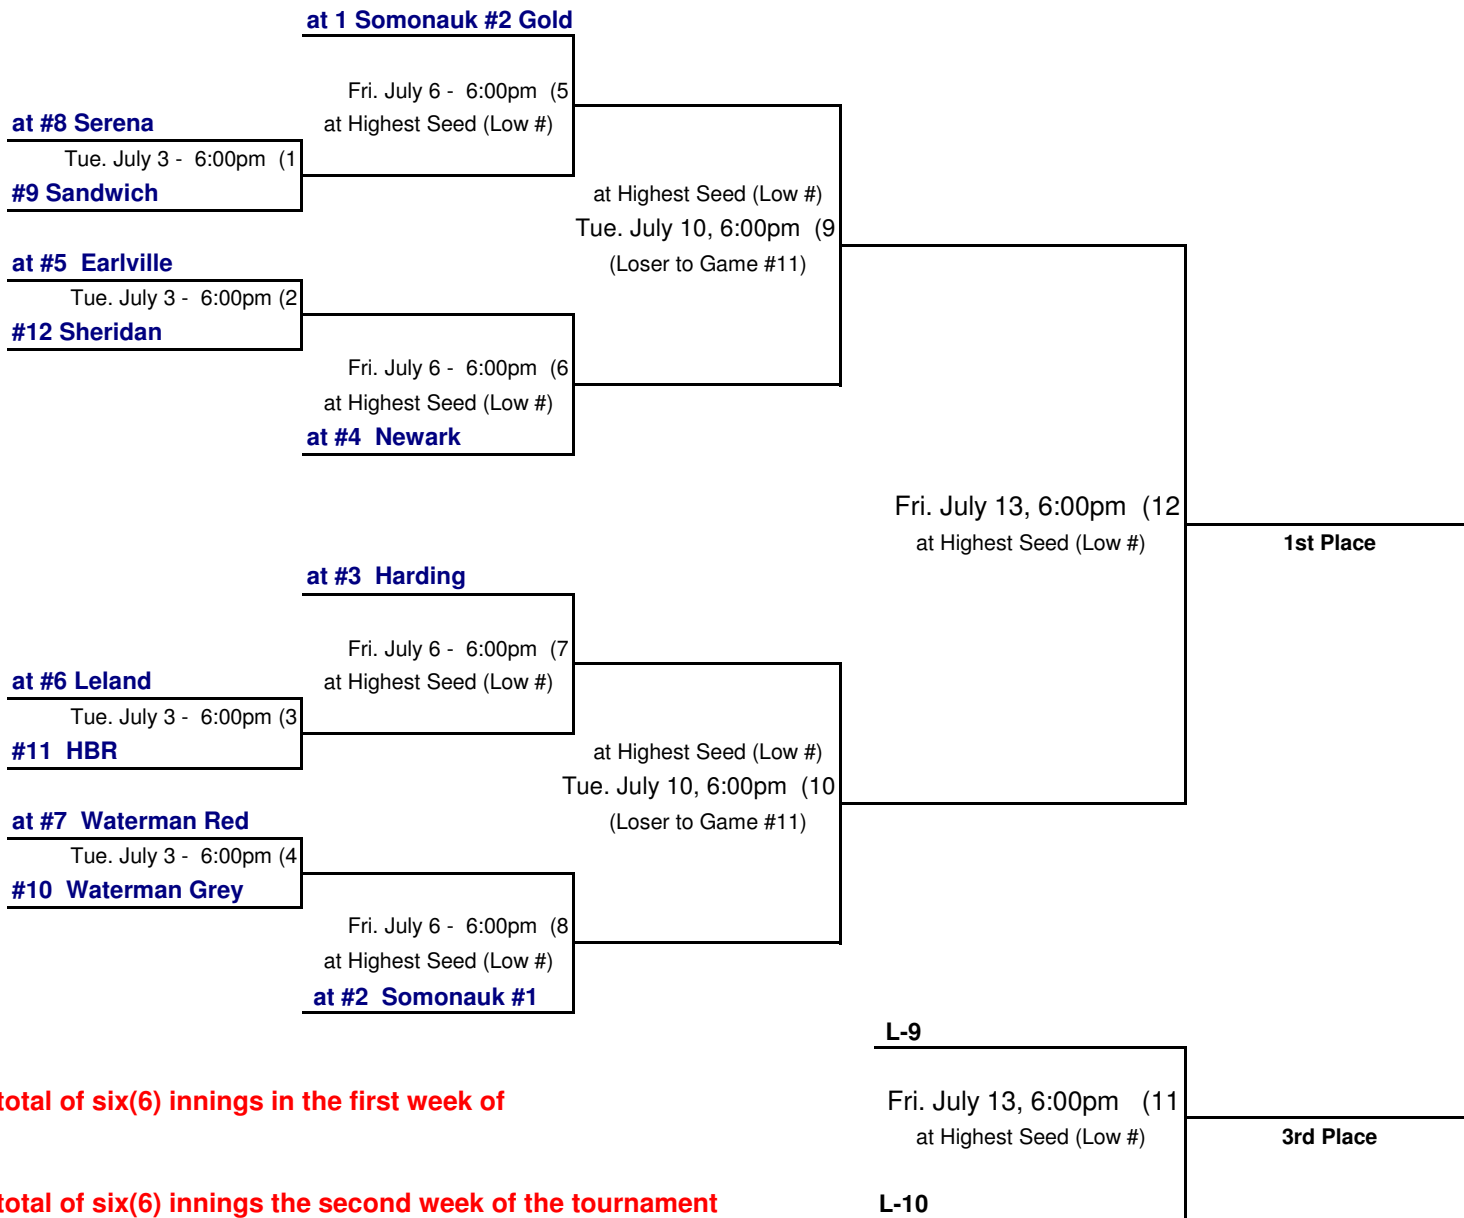 at 1 Somonauk #2 Gold
Fri. July 6 - 6:00pm (5
at Highest Seed (Low #)
at #8 Serena
Tue. July 3 - 6:00pm (1
#9 Sandwich
at Highest Seed (Low #)
Tue. July 10, 6:00pm (9
(Loser to Game #11)
at #5 Earlville
Tue. July 3 - 6:00pm (2
#12 Sheridan
Fri. July 6 - 6:00pm (6
at Highest Seed (Low #)
at #4 Newark
Fri. July 13, 6:00pm (12
at Highest Seed (Low #)
1st Place
at #3 Harding
Fri. July 6 - 6:00pm (7
at Highest Seed (Low #)
at #6 Leland
Tue. July 3 - 6:00pm (3
#11 HBR
at Highest Seed (Low #)
Tue. July 10, 6:00pm (10
(Loser to Game #11)
at #7 Waterman Red
Tue. July 3 - 6:00pm (4
#10 Waterman Grey
Fri. July 6 - 6:00pm (8
at Highest Seed (Low #)
at #2 Somonauk #1
L-9
total of six(6) innings in the first week of
Fri. July 13, 6:00pm (11
at Highest Seed (Low #)
3rd Place
total of six(6) innings the second week of the tournament
L-10